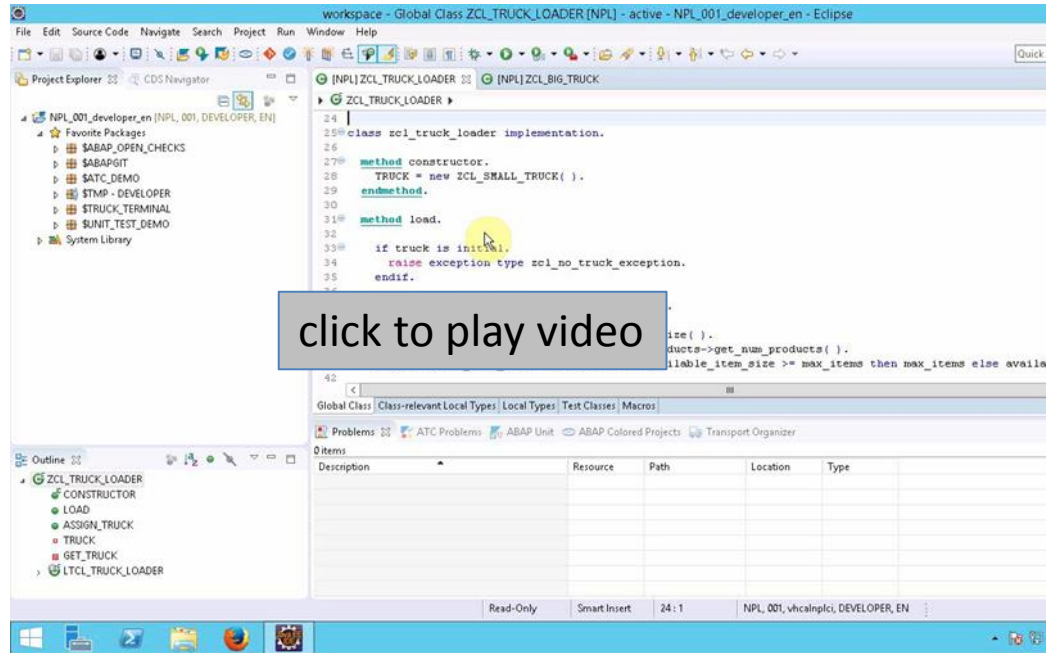 workspace - Global Class ZCL_TRUCK_LOADER [NPL] - active - NPL_001_developer_en - Eclipse
File Edit Source Code Navigate Search Project Run Window Help
Quick
Project Explorer CDS Navigator
NPL_001_developer_en [NPL, 001, DEVELOPER, EN]
Favorite Packages
$ABAP_OPEN_CHECKS
$ABAPGIT
$ATC_DEMO
$TMP - DEVELOPER
$TRUCK_TERMINAL
$UNIT_TEST_DEMO
System Library
[NPL] ZCL_TRUCK_LOADER [NPL] ZCL_BIG_TRUCK
ZCL_TRUCK_LOADER
24
25 class zcl_truck_loader implementation.
26
27 method constructor.
28 TRUCK = new ZCL_SMALL_TRUCK( ).
29 endmethod.
30
31 method load.
32
33 if truck is initial.
34 raise exception type zcl_no_truck_exception.
35 endif.
click to play video
ize( ).
ducts->get_num_products( ).
ilable_item_size >= max_items then max_items else availa
42
Global Class Class-relevant Local Types Local Types Test Classes Macros
Problems ATC Problems ABAP Unit ABAP Colored Projects Transport Organizer
0 items
Description Resource Path Location Type
Outline
ZCL_TRUCK_LOADER
CONSTRUCTOR
LOAD
ASSIGN_TRUCK
TRUCK
GET_TRUCK
LTCL_TRUCK_LOADER
Read-Only Smart Insert 24 : 1 NPL, 001, vhcalnplci, DEVELOPER, EN